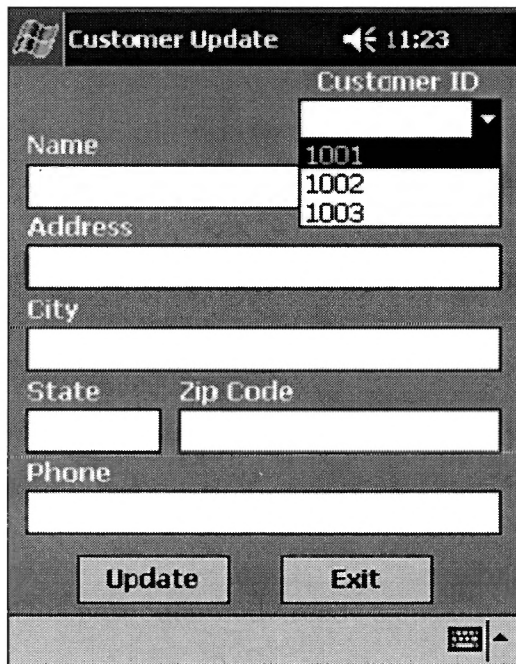 Customer Update 11:23
Customer ID
Name
1001
1002
1003
Address
City
State Zip Code
Phone
Update Exit